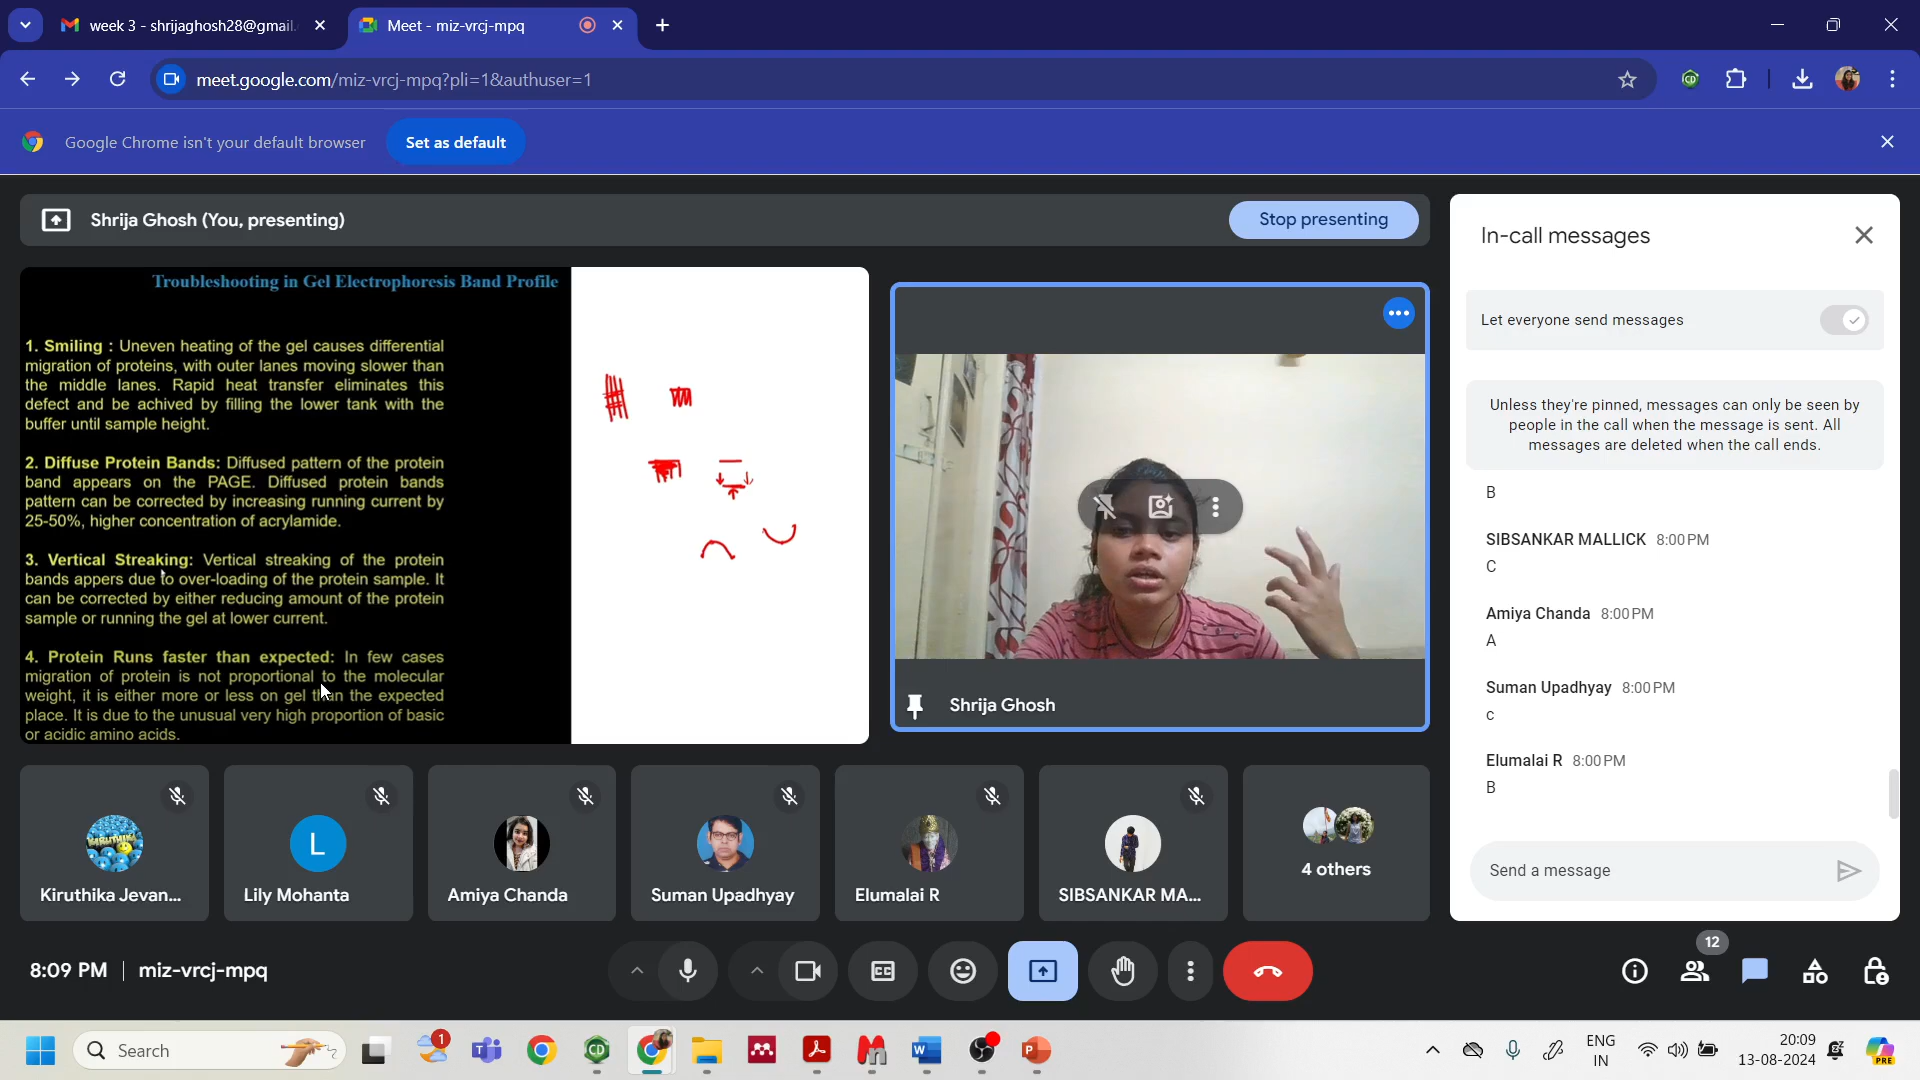 week 3 - shrijaghosh28@gmail.
Meet - miz-vrcj-mpq
meet.google.com/miz-vrcj-mpq?pli=1&authuser=1
Google Chrome isn't your default browser
Set as default
Shrija Ghosh (You, presenting)
Stop presenting
Troubleshooting in Gel Electrophoresis Band Profile
1. Smiling : Uneven heating of the gel causes differential
migration of proteins, with outer lanes moving slower than
the middle lanes. Rapid heat transfer eliminates this
defect and be achived by filling the lower tank with the
buffer until sample height.
2. Diffuse Protein Bands: Diffused pattern of the protein
band appears on the PAGE. Diffused protein bands
pattern can be corrected by increasing running current by
25-50%, higher concentration of acrylamide.
3. Vertical Streaking: Vertical streaking of the protein
bands appers due to over-loading of the protein sample. It
can be corrected by either reducing amount of the protein
sample or running the gel at lower current.
4. Protein Runs faster than expected: In few cases
migration of protein is not proportional to the molecular
weight, it is either more or less on gel than the expected
place. It is due to the unusual very high proportion of basic
or acidic amino acids.
Shrija Ghosh
Kiruthika Jevan...
L
Lily Mohanta
Amiya Chanda
Suman Upadhyay
Elumalai R
SIBSANKAR MA...
4 others
In-call messages
Let everyone send messages
Unless they're pinned, messages can only be seen by
people in the call when the message is sent. All
messages are deleted when the call ends.
B
SIBSANKAR MALLICK 8:00 PM
C
Amiya Chanda 8:00 PM
A
Suman Upadhyay 8:00 PM
c
Elumalai R 8:00 PM
B
Send a message
8:09 PM | miz-vrcj-mpq
CC
12
Search
1
CD
ENG
IN
20:09
13-08-2024
PRE